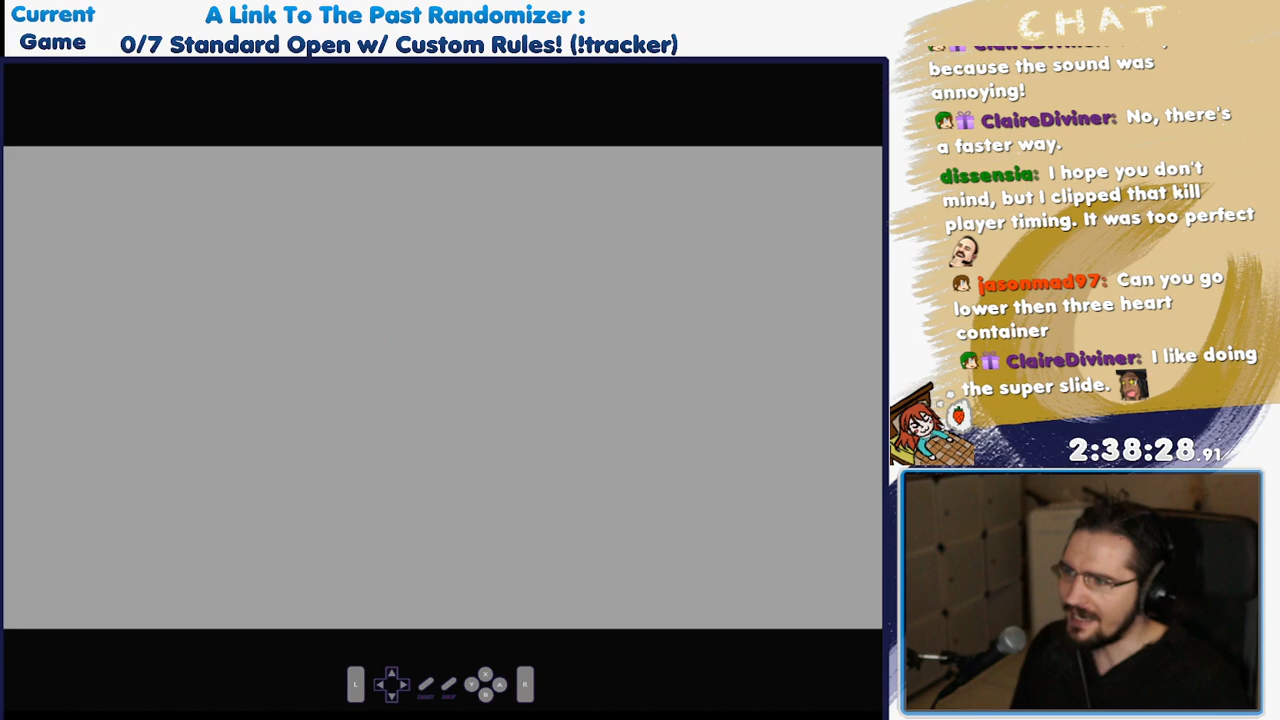 Current
Game
A Link To The Past Randomizer :
0/7 Standard Open w/ Custom Rules! (!tracker)
CHAT
because the sound was
annoying!
ClaireDiviner: No, there's
a faster way.
dissensia: I hope you don't
mind, but I clipped that kill
player timing. It was too perfect
jasonmad97: Can you go
lower then three heart
container
ClaireDiviner: I like doing
the super slide.
2:38:28.91
L
X
Y
A
B
R